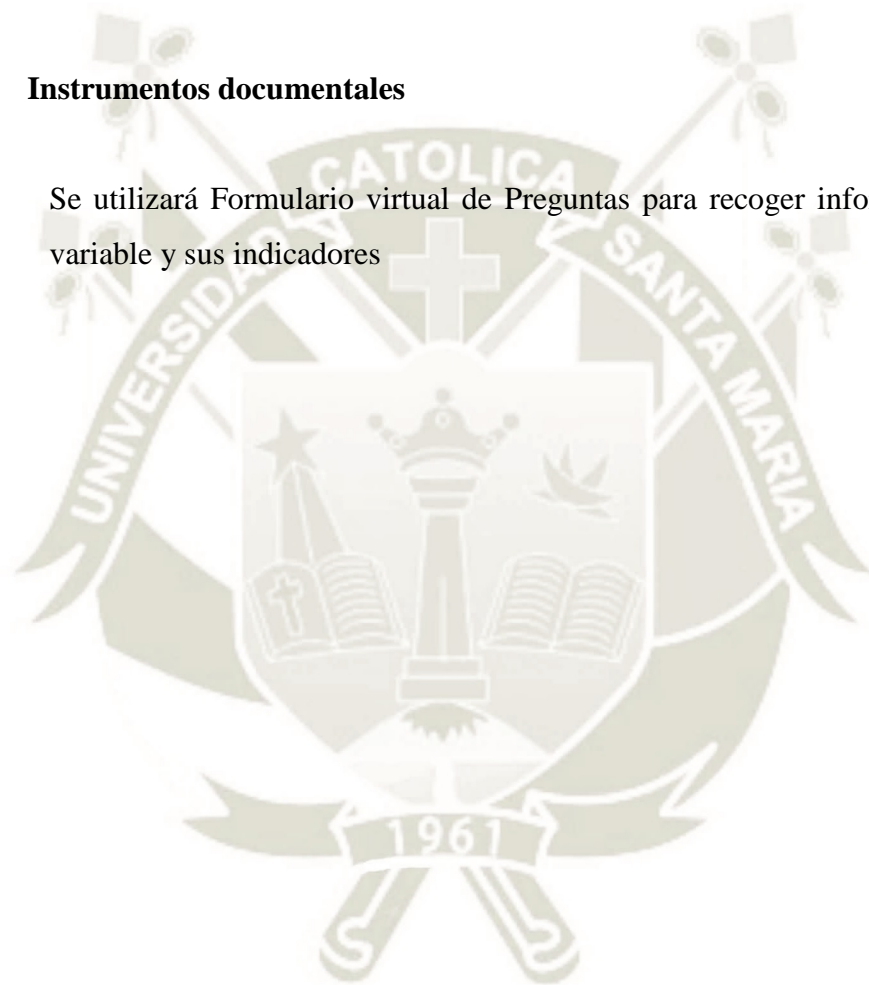 Instrumentos documentales
Se utilizará Formulario virtual de Preguntas para recoger info
variable y sus indicadores
UNIVERSIDAD CATOLICA SANTA MARIA
1961